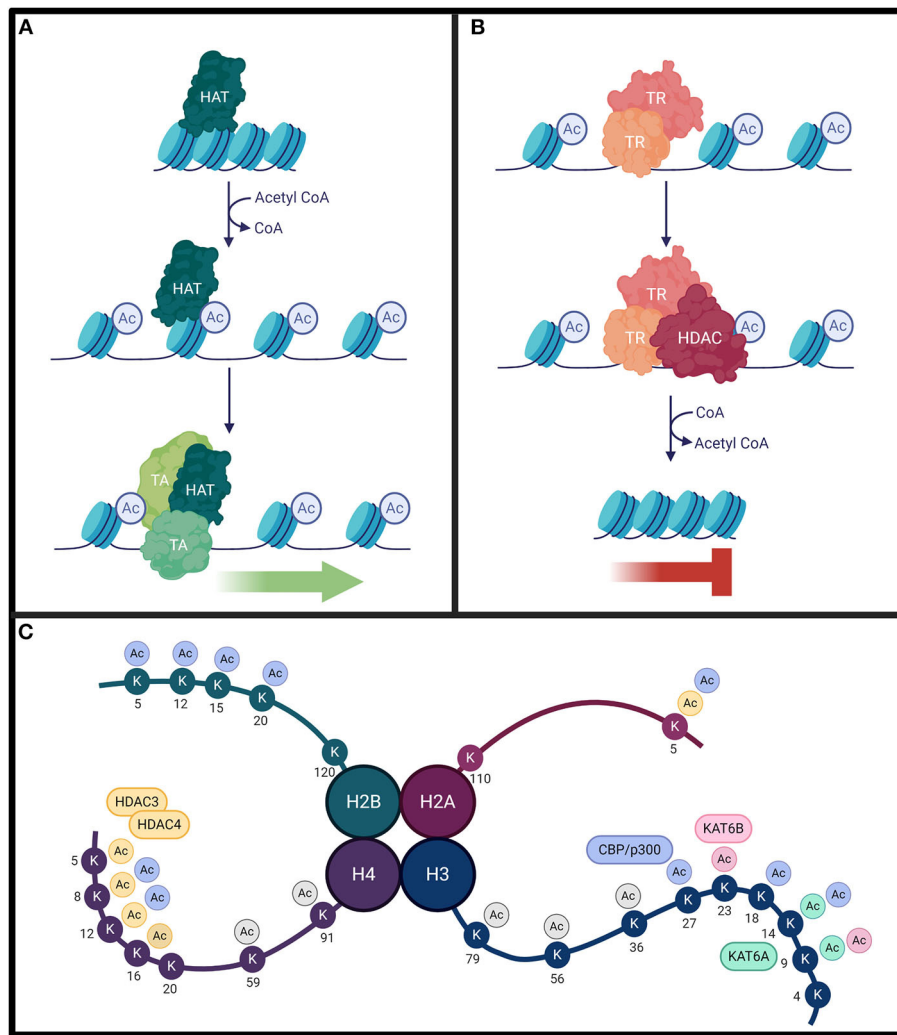 A
HAT
Acetyl CoA
CoA
HAT
Ac
Ac
Ac
Ac
TA
HAT
Ac
Ac
Ac
TA
B
TR
Ac
Ac
Ac
TR
TR
Ac
Ac
Ac
TR
HDAC
CoA
Acetyl CoA
C
Ac
Ac
Ac
Ac
K
K
K
K
5
12
15
20
K
120
H2B
Ac
Ac
K
5
K
110
H2A
HDAC3
HDAC4
5
K
Ac
Ac
8
K
Ac
Ac
12
K
Ac
Ac
16
K
20
K
Ac
59
K
Ac
91
K
H4
H3
K
Ac
79
Ac
K
56
Ac
K
36
CBP/p300
Ac
K
27
KAT6B
Ac
K
23
Ac
K
18
Ac
Ac
K
14
KAT6A
Ac
Ac
K
9
K
4